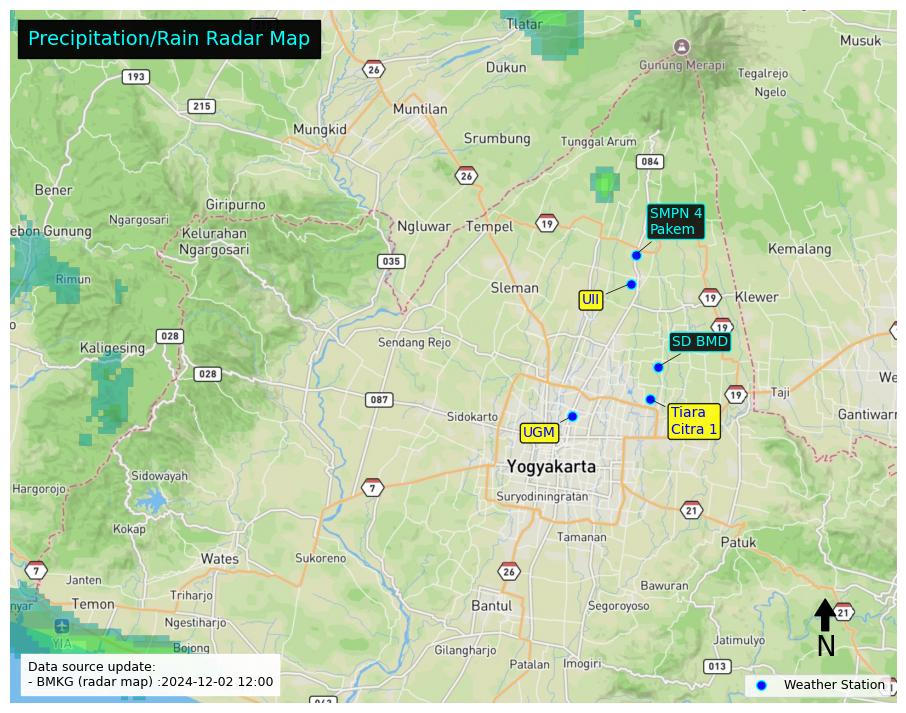 Precipitation/Rain Radar Map
Tlatar
Musuk
26
Dukun
Gunung Merapi
193
Tegalrejo
Ngelo
215
Muntilan
Mungkid
Srumbung
Tunggal Arum
084
26
Bener
Giripurno
SMPN 4
Pakem
Ngargosari
Ngluwar
Tempel
19
ebon Gunung
Kelurahan
Ngargosari
Kemalang
035
Rimun
Sleman
UII
19
Klewer
19
028
Sendang Rejo
SD BMD
Kaligesing
028
We
087
19
Taji
Sidokarto
Tiara
Citra 1
Gantiwarn
UGM
Yogyakarta
Sidowayah
Hargorojo
7
Suryodiningratan
21
Kokap
Tamanan
Patuk
Wates
Sukoreno
7
26
Janten
Bawuran
Triharjo
nyar
Temon
Bantul
Segoroyoso
21
Ngestiharjo
YIA
Jatimulyo
N
Bojong
Gilangharjo
Patalan
Imogiri
013
Data source update:
- BMKG (radar map) :2024-12-02 12:00
Weather Station